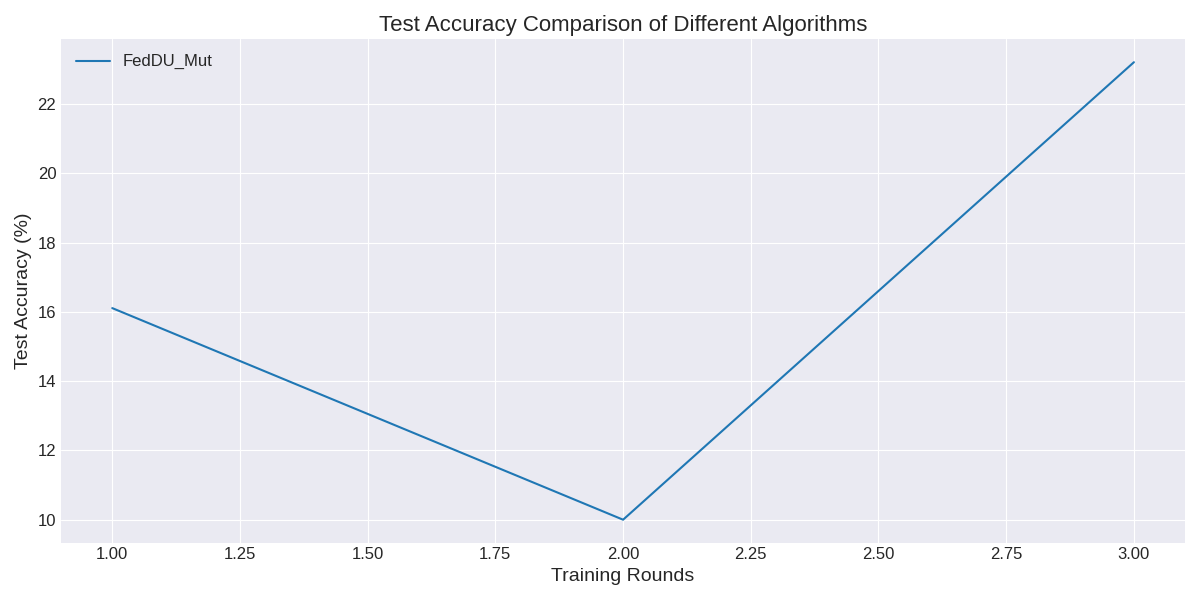 Test Accuracy Comparison of Different Algorithms
FedDU_Mut
Test Accuracy (%)
22
20
18
16
14
12
10
1.00 1.25 1.50 1.75 2.00 2.25 2.50 2.75 3.00
Training Rounds